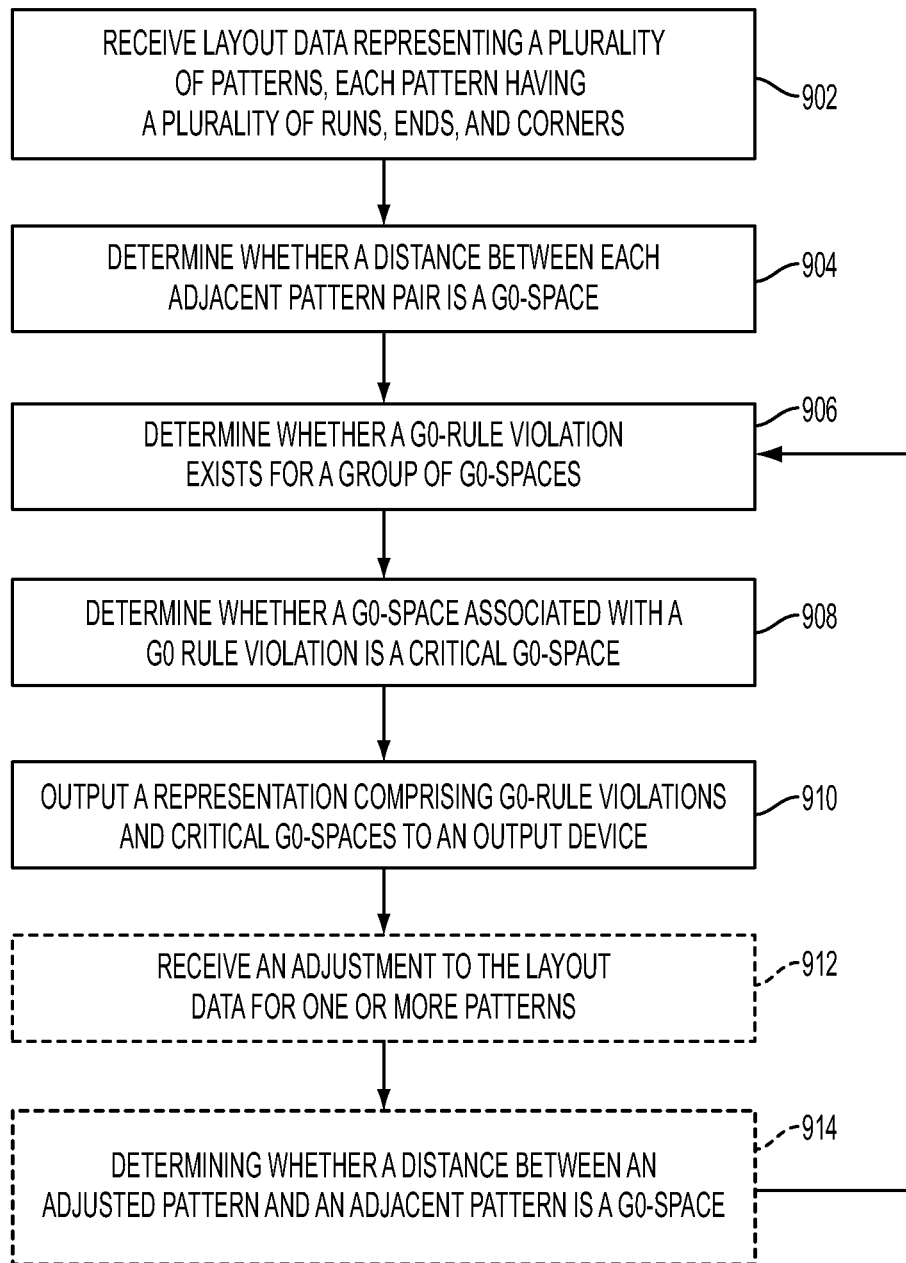 RECEIVE LAYOUT DATA REPRESENTING A PLURALITY
OF PATTERNS, EACH PATTERN HAVING
A PLURALITY OF RUNS, ENDS, AND CORNERS
902
DETERMINE WHETHER A DISTANCE BETWEEN EACH
ADJACENT PATTERN PAIR IS A G0-SPACE
904
DETERMINE WHETHER A G0-RULE VIOLATION
EXISTS FOR A GROUP OF G0-SPACES
906
DETERMINE WHETHER A G0-SPACE ASSOCIATED WITH A
G0 RULE VIOLATION IS A CRITICAL G0-SPACE
908
OUTPUT A REPRESENTATION COMPRISING G0-RULE VIOLATIONS
AND CRITICAL G0-SPACES TO AN OUTPUT DEVICE
910
RECEIVE AN ADJUSTMENT TO THE LAYOUT
DATA FOR ONE OR MORE PATTERNS
912
DETERMINING WHETHER A DISTANCE BETWEEN AN
ADJUSTED PATTERN AND AN ADJACENT PATTERN IS A G0-SPACE
914